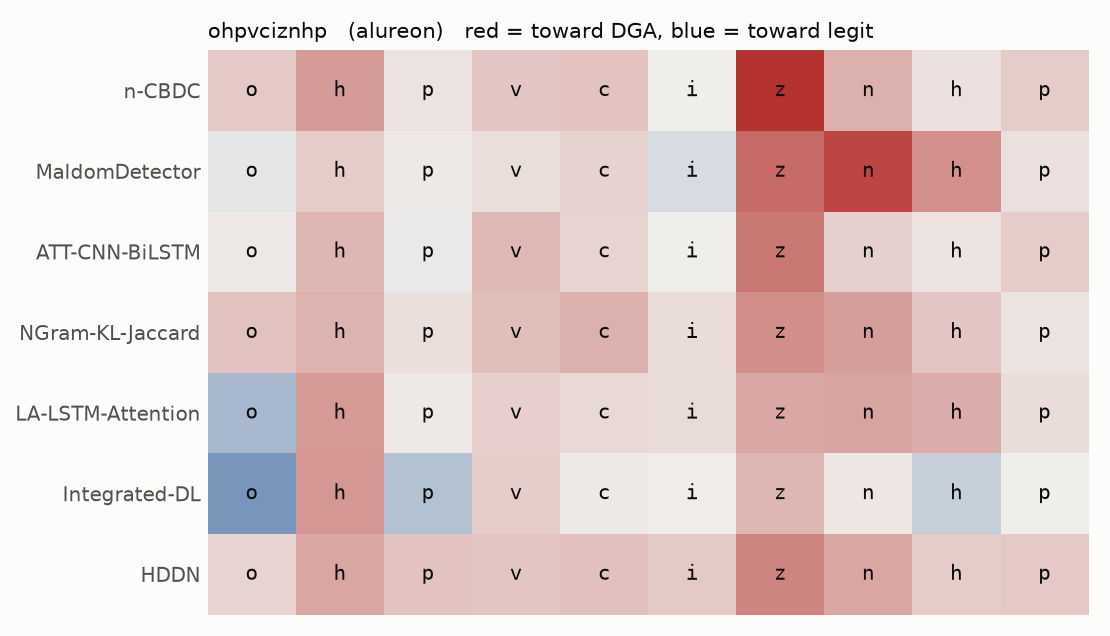 ohpvciznhp (alureon) red = toward DGA, blue = toward legit
n-CBDC o h p v c i z n h p
MaldomDetector o h p v c i z n h p
ATT-CNN-BiLSTM o h p v c i z n h p
NGram-KL-Jaccard o h p v c i z n h p
LA-LSTM-Attention o h p v c i z n h p
Integrated-DL o h p v c i z n h p
HDDN o h p v c i z n h p